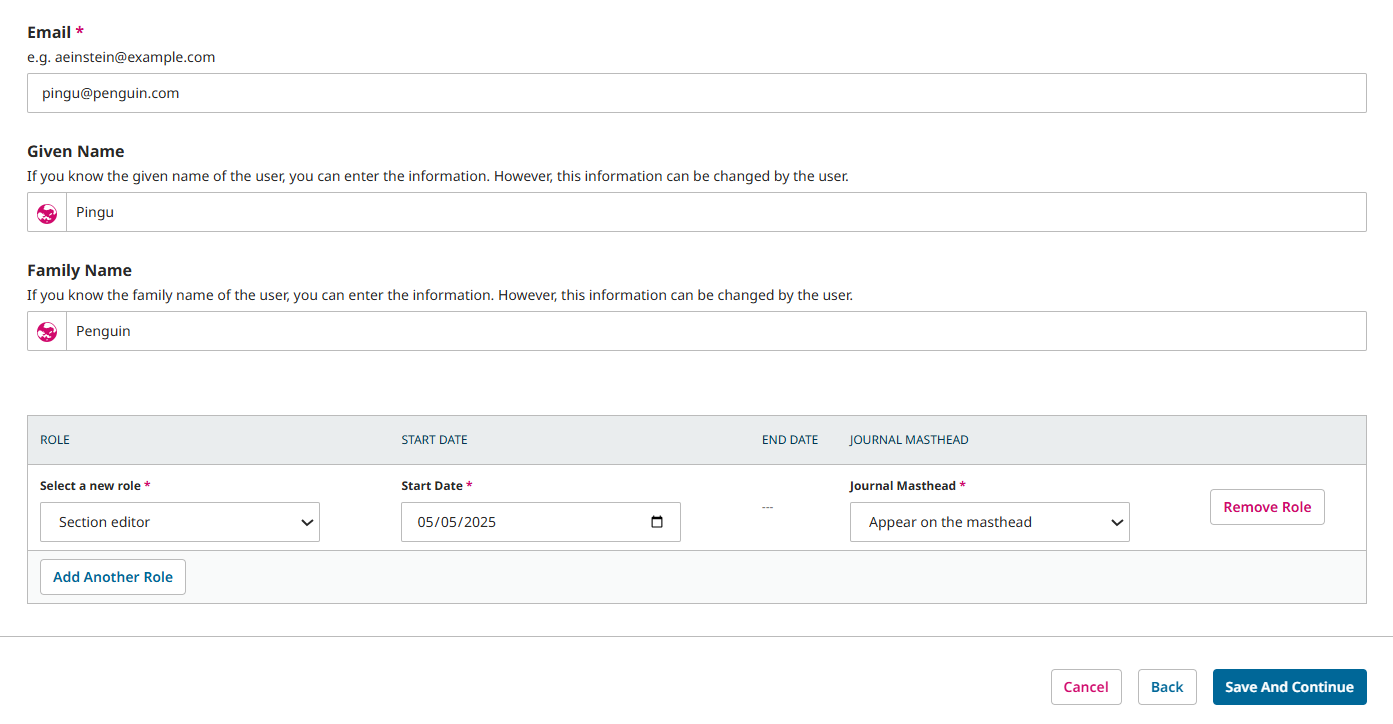 Email *
e.g. aeinstein@example.com
pingu@penguin.com
Given Name
If you know the given name of the user, you can enter the information. However, this information can be changed by the user.
Pingu
Family Name
If you know the family name of the user, you can enter the information. However, this information can be changed by the user.
Penguin
ROLE START DATE END DATE JOURNAL MASTHEAD
Select a new role * Start Date * Journal Masthead *
Section editor 05/05/2025 --- Appear on the masthead Remove Role
Add Another Role
Cancel Back Save And Continue